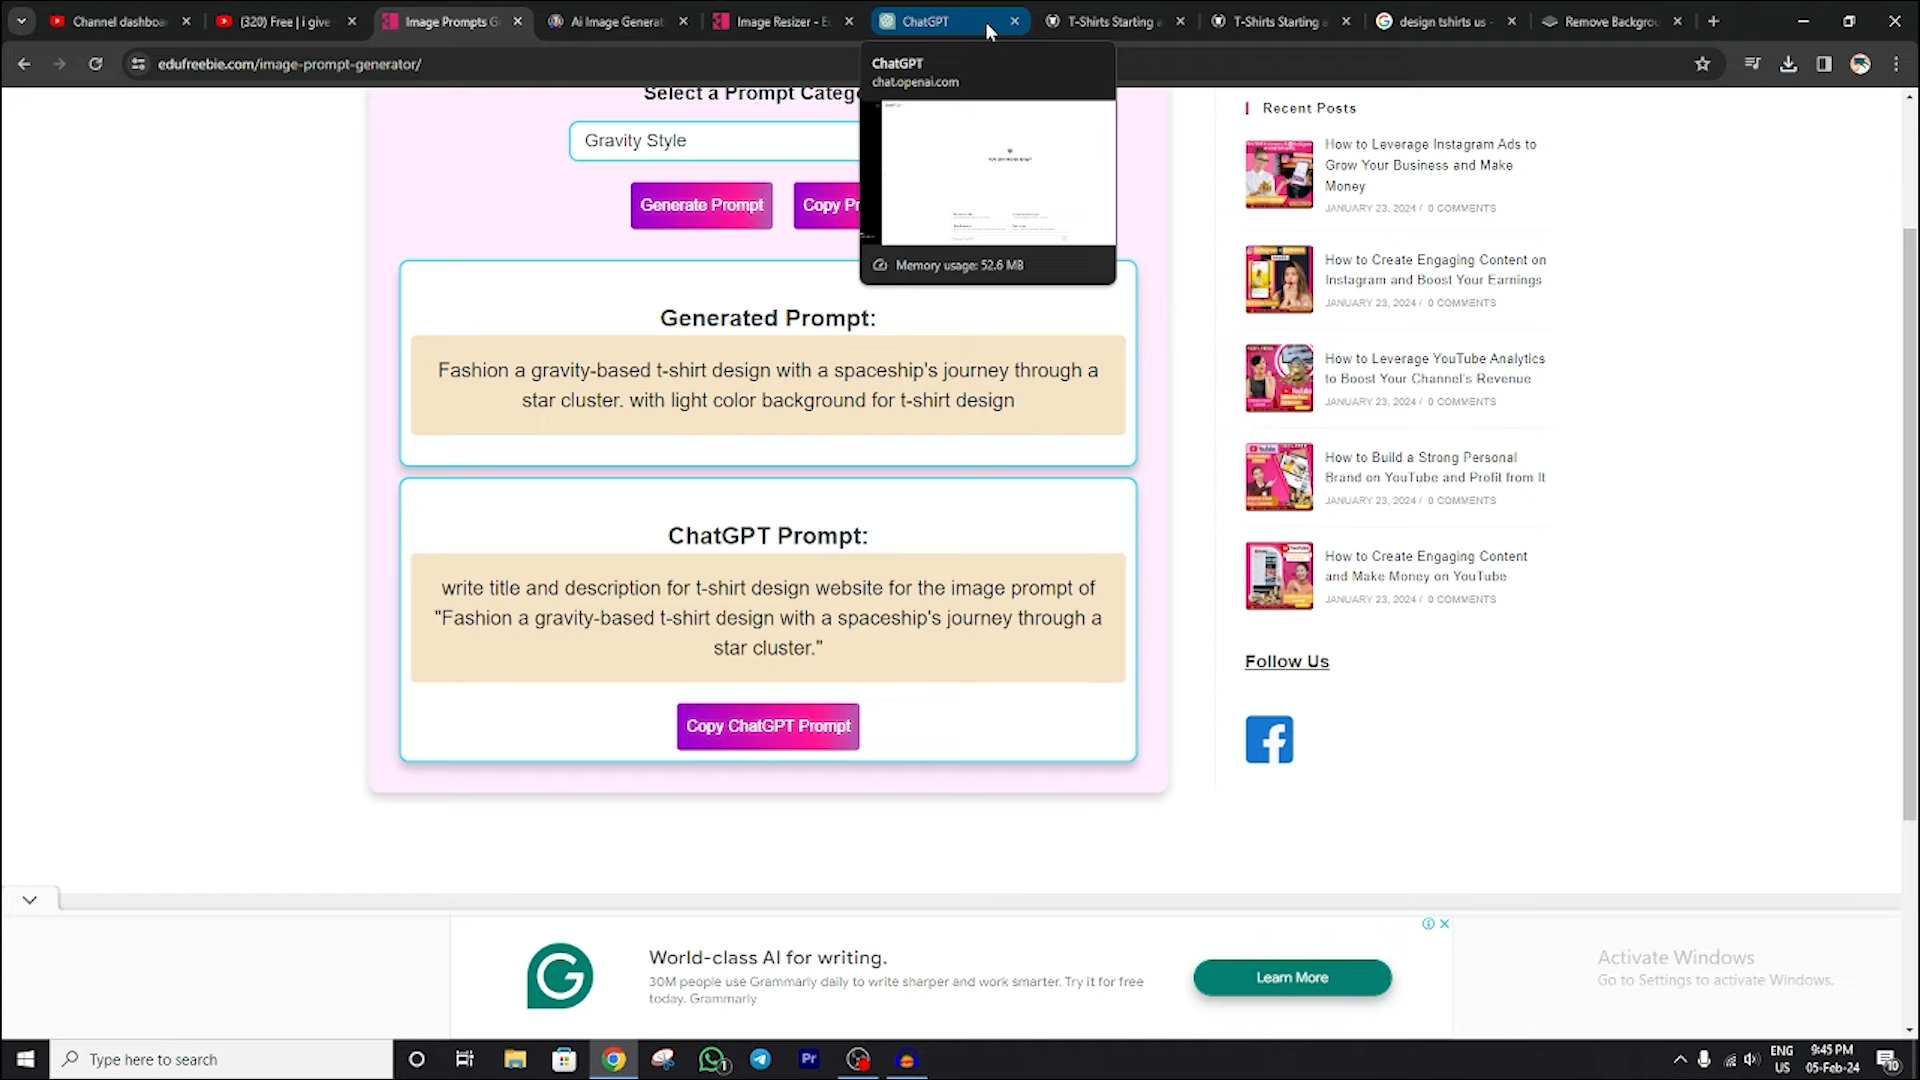 Channel dashboa
(320) Free | i give
Image Prompts G
Ai Image Generat
Image Resizer - E
ChatGPT
T-Shirts Starting
T-Shirts Starting
design tshirts us -
Remove Backgrou
edufreebie.com/image-prompt-generator/
ChatGPT
chat.openai.com
Memory usage: 52.6 MB
Select a Prompt Catego
Gravity Style
Generate Prompt
Copy Pr
Generated Prompt:
Fashion a gravity-based t-shirt design with a spaceship's journey through a
star cluster. with light color background for t-shirt design
ChatGPT Prompt:
write title and description for t-shirt design website for the image prompt of
"Fashion a gravity-based t-shirt design with a spaceship's journey through a
star cluster."
Copy ChatGPT Prompt
Recent Posts
How to Leverage Instagram Ads to
Grow Your Business and Make
Money
JANUARY 23, 2024 / 0 COMMENTS
How to Create Engaging Content on
Instagram and Boost Your Earnings
JANUARY 23, 2024 / 0 COMMENTS
How to Leverage YouTube Analytics
to Boost Your Channel's Revenue
JANUARY 23, 2024 / 0 COMMENTS
How to Build a Strong Personal
Brand on YouTube and Profit from It
JANUARY 23, 2024 / 0 COMMENTS
How to Create Engaging Content
and Make Money on YouTube
JANUARY 23, 2024 / 0 COMMENTS
Follow Us
World-class AI for writing.
30M people use Grammarly daily to write sharper and work smarter. Try it for free
today. Grammarly
Learn More
Activate Windows
Go to Settings to activate Windows.
Type here to search
Pr
ENG
US
9:45 PM
05-Feb-24
10